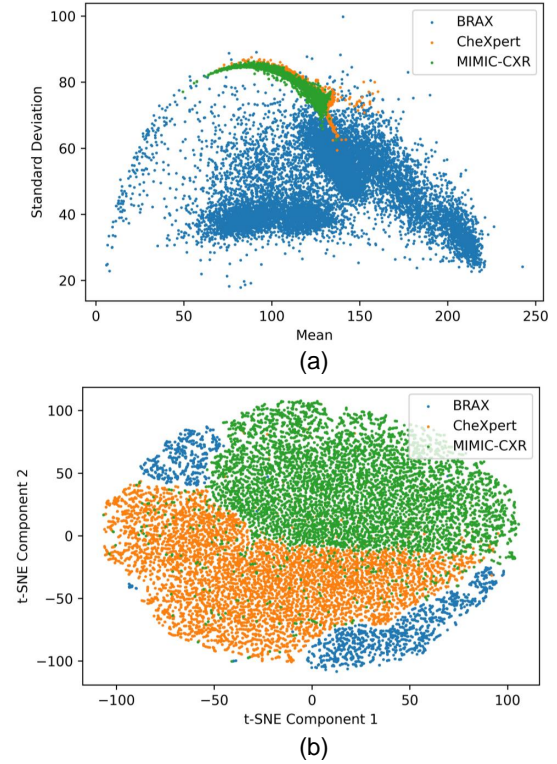 100
80
60
40
20
Standard Deviation
BRAX
CheXpert
MIMIC-CXR
0 50 100 150 200 250
Mean
(a)
100
50
0
−50
−100
t-SNE Component 2
BRAX
CheXpert
MIMIC-CXR
−100 −50 0 50 100
t-SNE Component 1
(b)